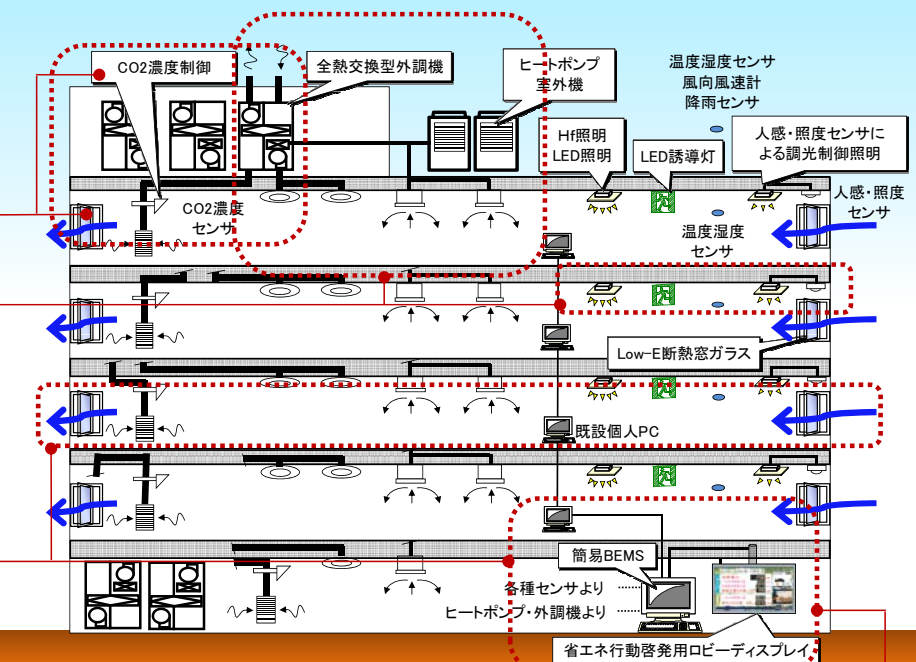 CO2濃度制御
全熱交換型外調機
ヒートポンプ
室外機
温度湿度センサ
風向風速計
降雨センサ
Hf照明
LED照明
LED誘導灯
人感・照度センサに
よる調光制御照明
CO2濃度
センサ
温度湿度
センサ
人感・照度
センサ
Low-E断熱窓ガラス
既設個人PC
簡易BEMS
各種センサより
ヒートポンプ・外調機より
省エネ行動啓発用ロビーディスプレイ